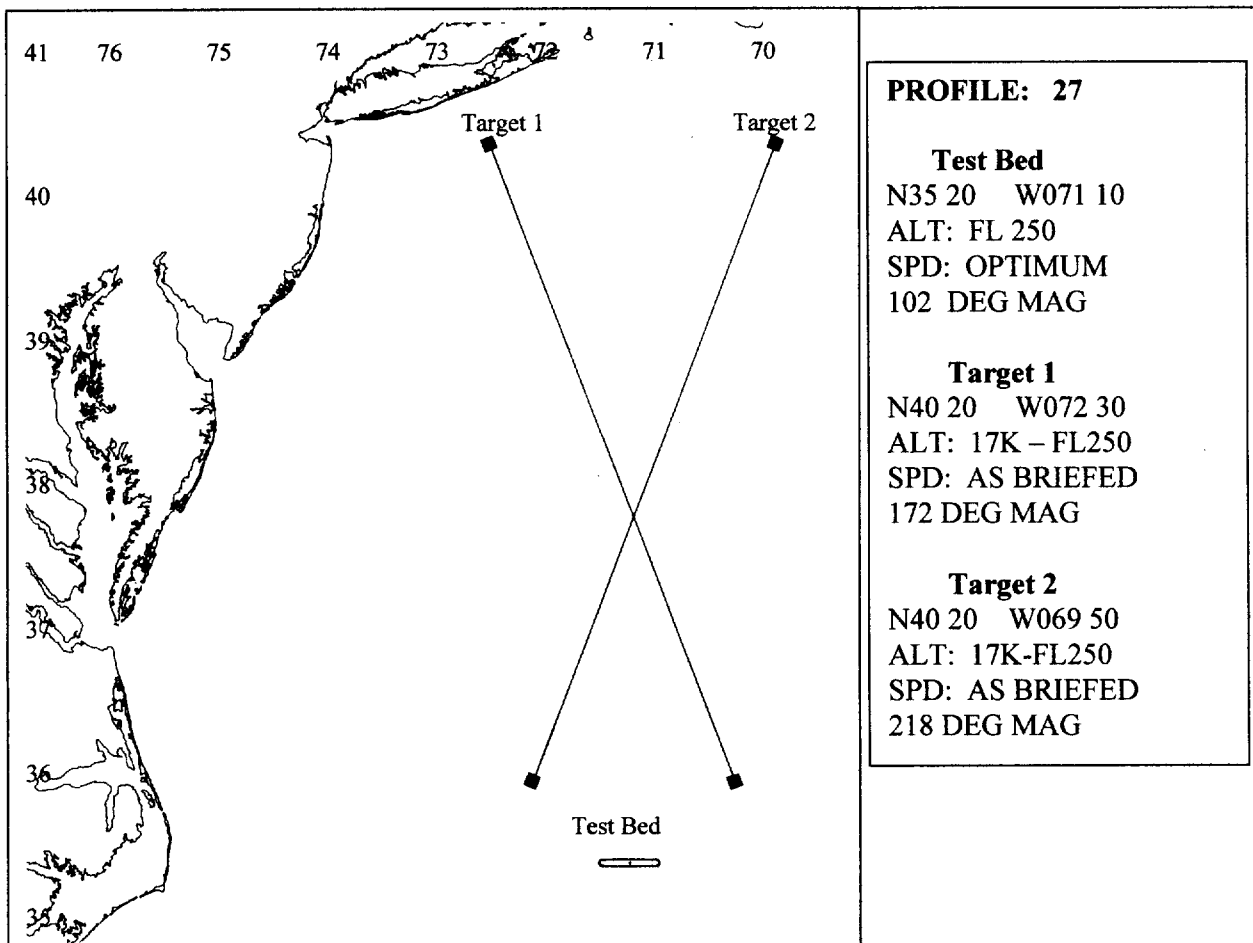 41 76 75 74 73 72 71 70
Target 1 Target 2
40
39
38
37
36
Test Bed
35
PROFILE: 27
Test Bed
N35 20 W071 10
ALT: FL 250
SPD: OPTIMUM
102 DEG MAG
Target 1
N40 20 W072 30
ALT: 17K – FL250
SPD: AS BRIEFED
172 DEG MAG
Target 2
N40 20 W069 50
ALT: 17K-FL250
SPD: AS BRIEFED
218 DEG MAG